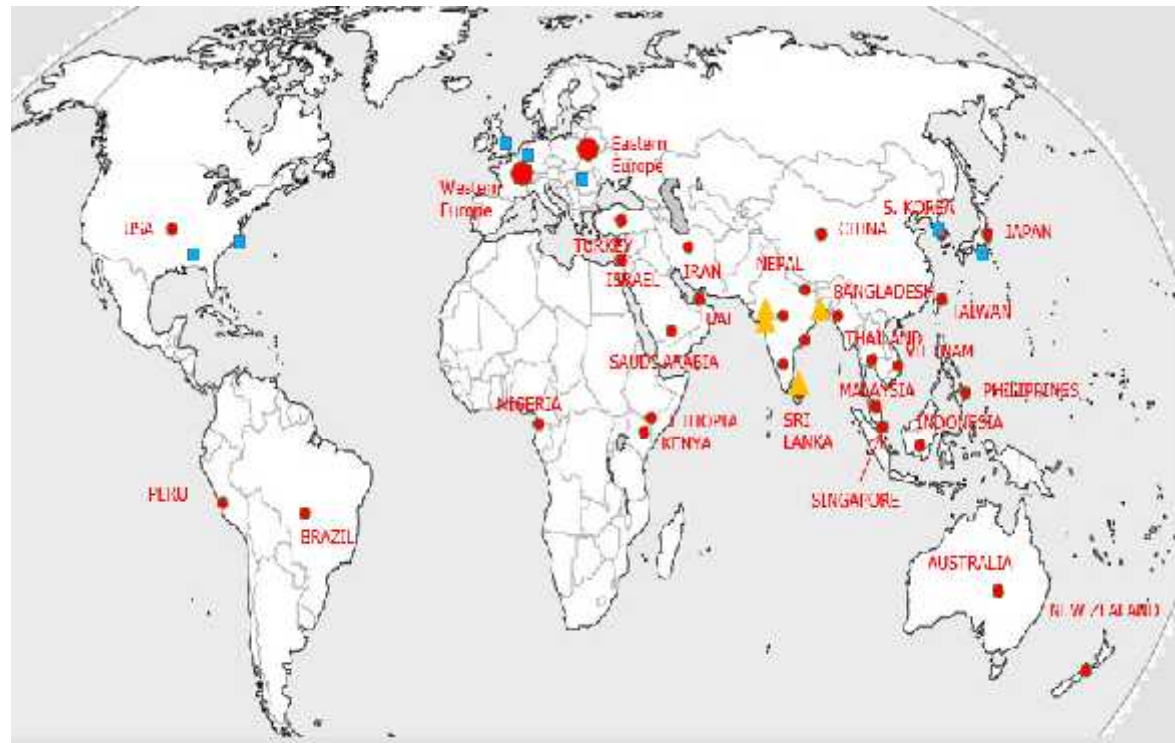 Eastern
Europe
Western
Europe
S. KOREA
USA
CHINA
JAPAN
TURKEY
IRAN
NEPAL
ISRAEL
BANGLADESH
UAE
TAIWAN
THAILAND
VIETNAM
SAUDI ARABIA
MALAYSIA
PHILIPPINES
NIGERIA
ETHIOPIA
SRI
LANKA
INDONESIA
KENYA
PERU
SINGAPORE
BRAZIL
AUSTRALIA
NEW ZEALAND